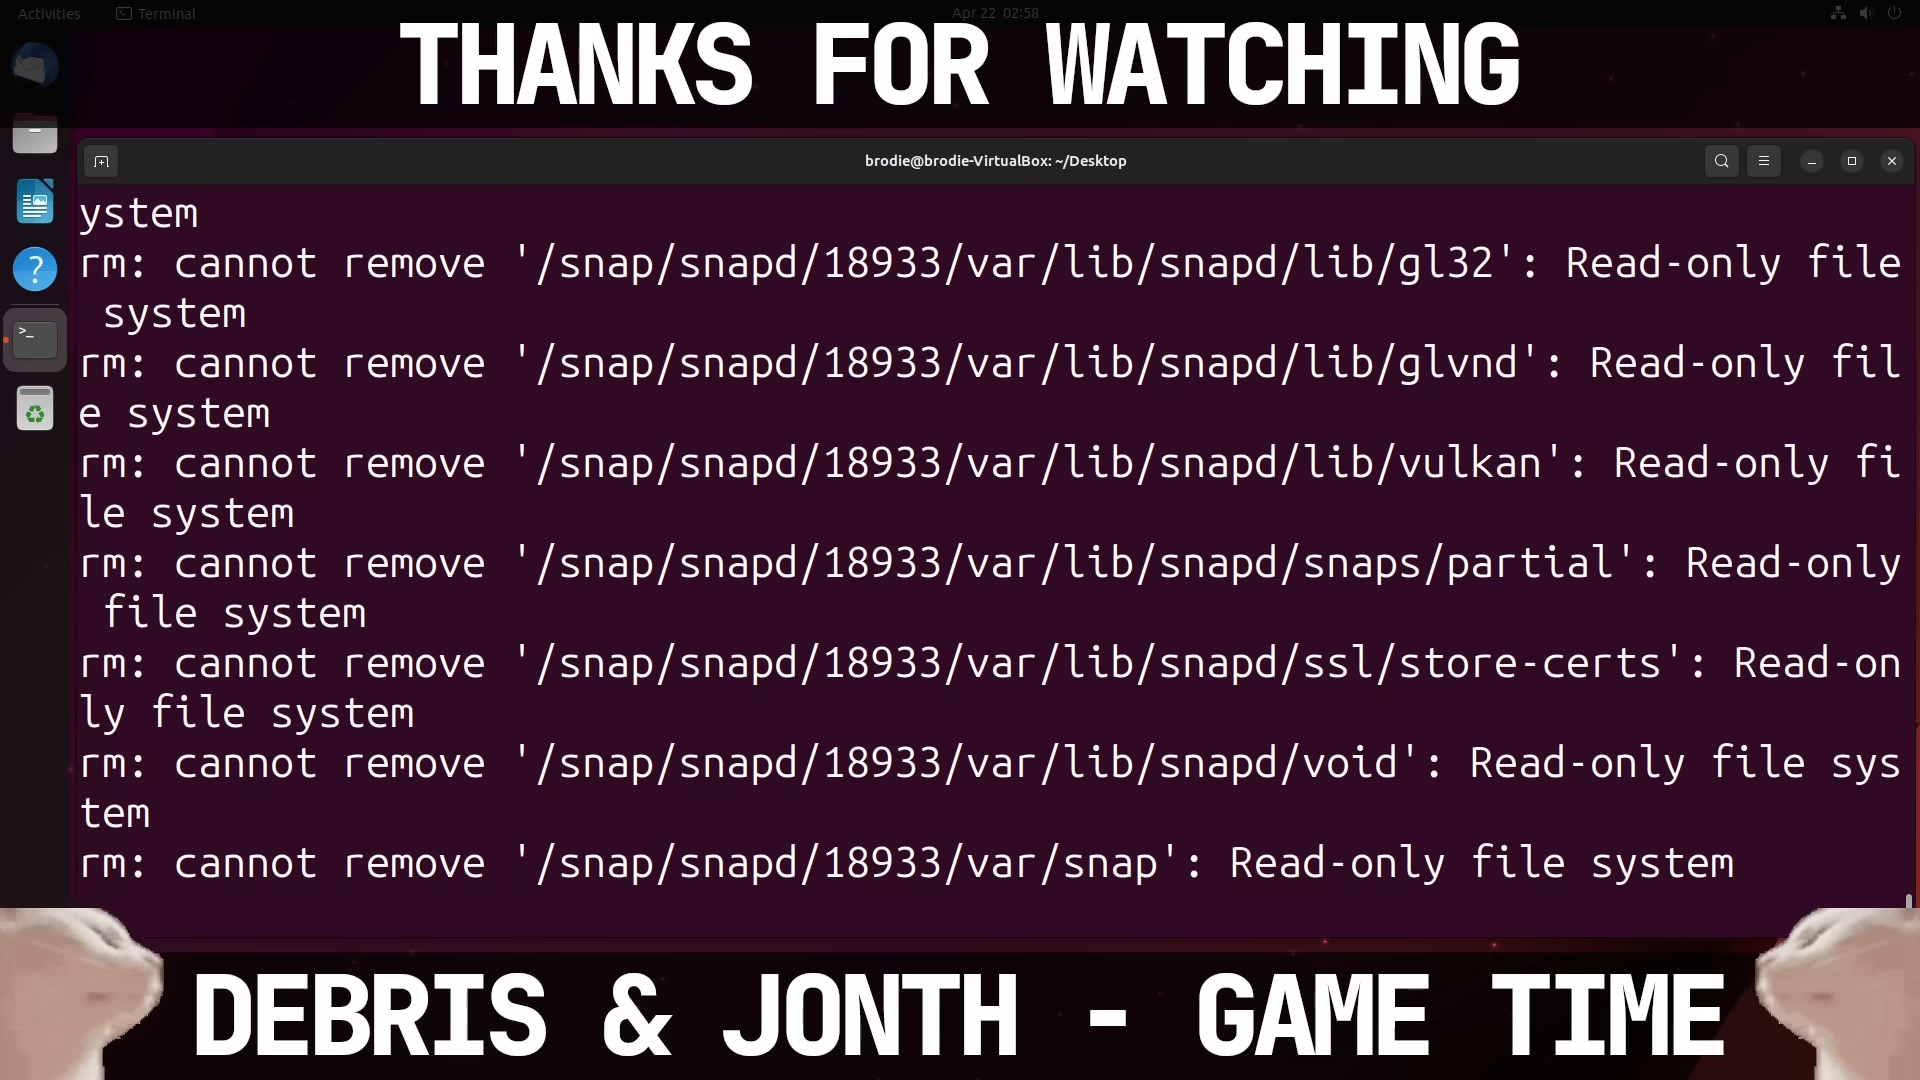 Activities Terminal Apr 22 02:58
THANKS FOR WATCHING
brodie@brodie-VirtualBox: ~/Desktop
ystem
rm: cannot remove '/snap/snapd/18933/var/lib/snapd/lib/gl32': Read-only file
 system
rm: cannot remove '/snap/snapd/18933/var/lib/snapd/lib/glvnd': Read-only fil
e system
rm: cannot remove '/snap/snapd/18933/var/lib/snapd/lib/vulkan': Read-only fi
le system
rm: cannot remove '/snap/snapd/18933/var/lib/snapd/snaps/partial': Read-only
 file system
rm: cannot remove '/snap/snapd/18933/var/lib/snapd/ssl/store-certs': Read-on
ly file system
rm: cannot remove '/snap/snapd/18933/var/lib/snapd/void': Read-only file sys
tem
rm: cannot remove '/snap/snapd/18933/var/snap': Read-only file system
DEBRIS & JONTH - GAME TIME